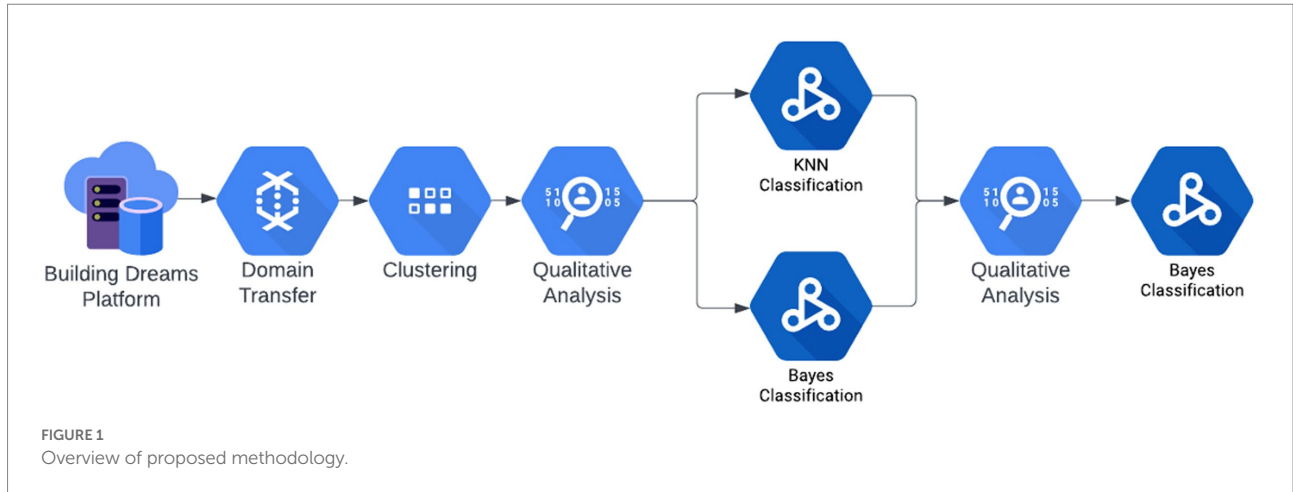 Building Dreams
Platform
Domain
Transfer
Clustering
51 15
10 05
Qualitative
Analysis
KNN
Classification
Bayes
Classification
51 15
10 05
Qualitative
Analysis
Bayes
Classification
FIGURE 1
Overview of proposed methodology.